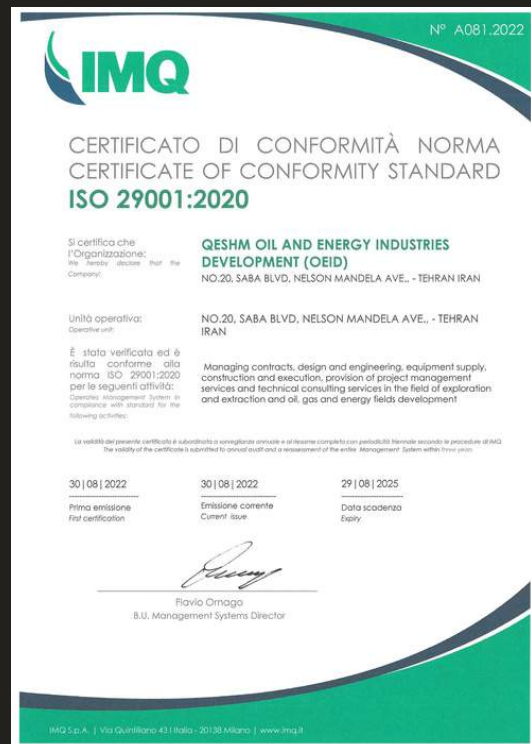 N° A081.2022
IMQ
CERTIFICATO DI CONFORMITÀ NORMA
CERTIFICATE OF CONFORMITY STANDARD
ISO 29001:2020
Si certifica che
l'Organizzazione:
We hereby declare that the
Company:
QESHM OIL AND ENERGY INDUSTRIES
DEVELOPMENT (OEID)
NO.20, SABA BLVD, NELSON MANDELA AVE., - TEHRAN IRAN
Unità operativa:
Operative unit:
NO.20, SABA BLVD, NELSON MANDELA AVE., - TEHRAN
IRAN
È stata verificata ed è
risulta conforme alla
norma ISO 29001:2020
per le seguenti attività:
Operates Management System in
compliance with standard for the
following activities:
Managing contracts, design and engineering, equipment supply,
construction and execution, provision of project management
services and technical consulting services in the field of exploration
and extraction and oil, gas and energy fields development
La validità del presente certificato è subordinata a sorveglianza annuale e al riesame completo con periodicità triennale secondo le procedure di IMQ
The validity of the certificate is submitted to annual audit and a reassessment of the entire Management System within three years
30|08|2022
Prima emissione
First certification
30|08|2022
Emissione corrente
Current issue
29|08|2025
Data scadenza
Expiry
Flavio Ornago
B.U. Management Systems Director
IMQ S.p.A. | Via Quintiliano 43 I Italia - 20138 Milano | www.imq.it